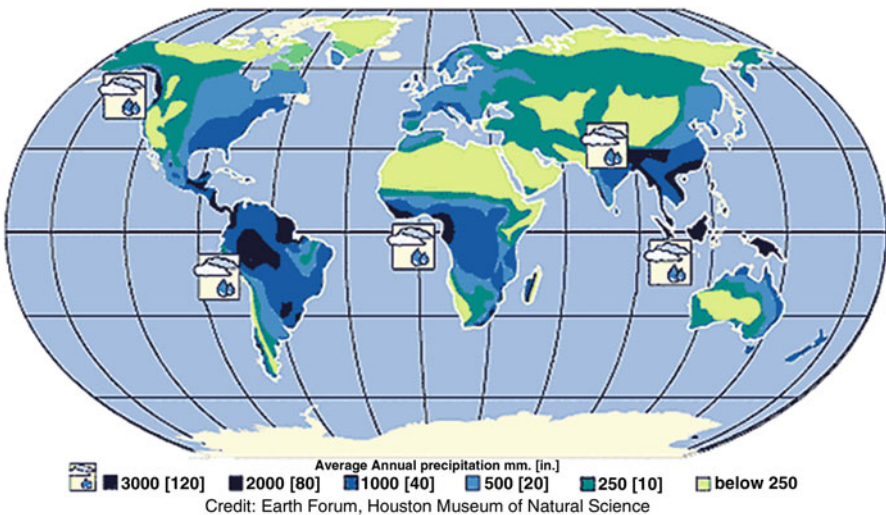 Average Annual precipitation mm. [in.]
3000 [120] 2000 [80] 1000 [40] 500 [20] 250 [10] below 250
Credit: Earth Forum, Houston Museum of Natural Science